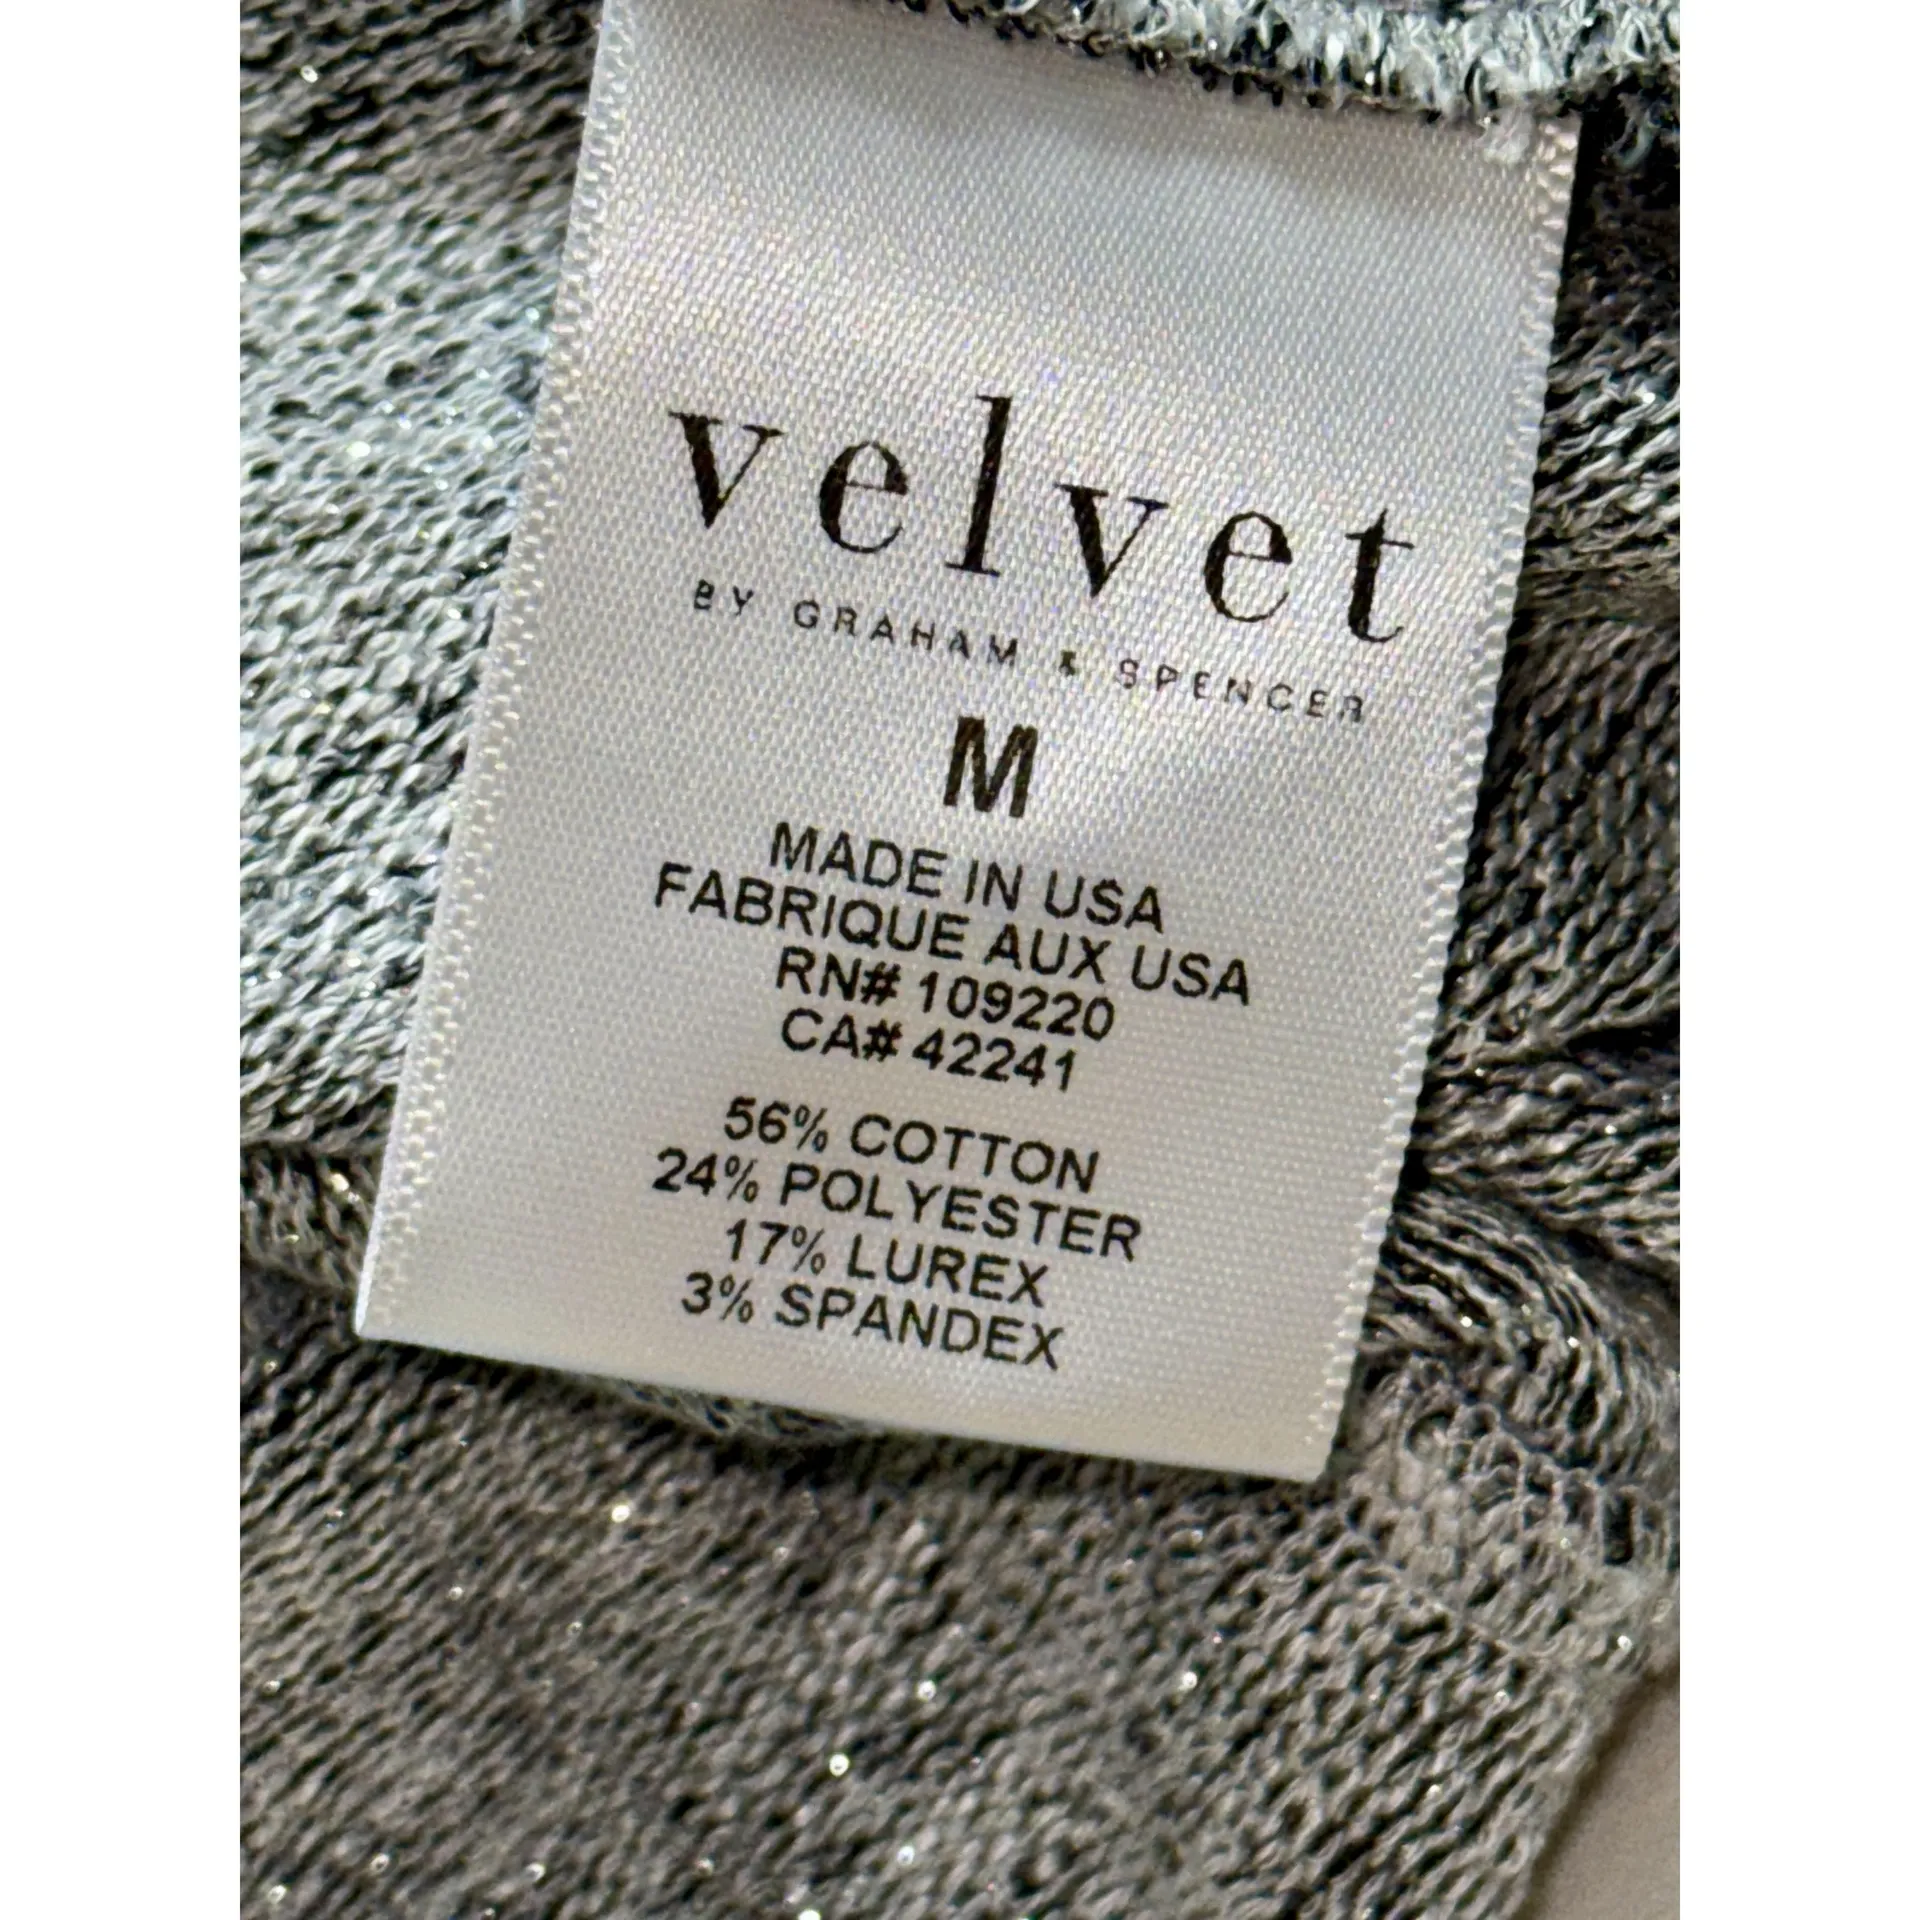 velvet
BY GRAHAM & SPENCER
M
MADE IN USA
FABRIQUE AUX USA
RN# 109220
CA# 42241
56% COTTON
24% POLYESTER
17% LUREX
3% SPANDEX